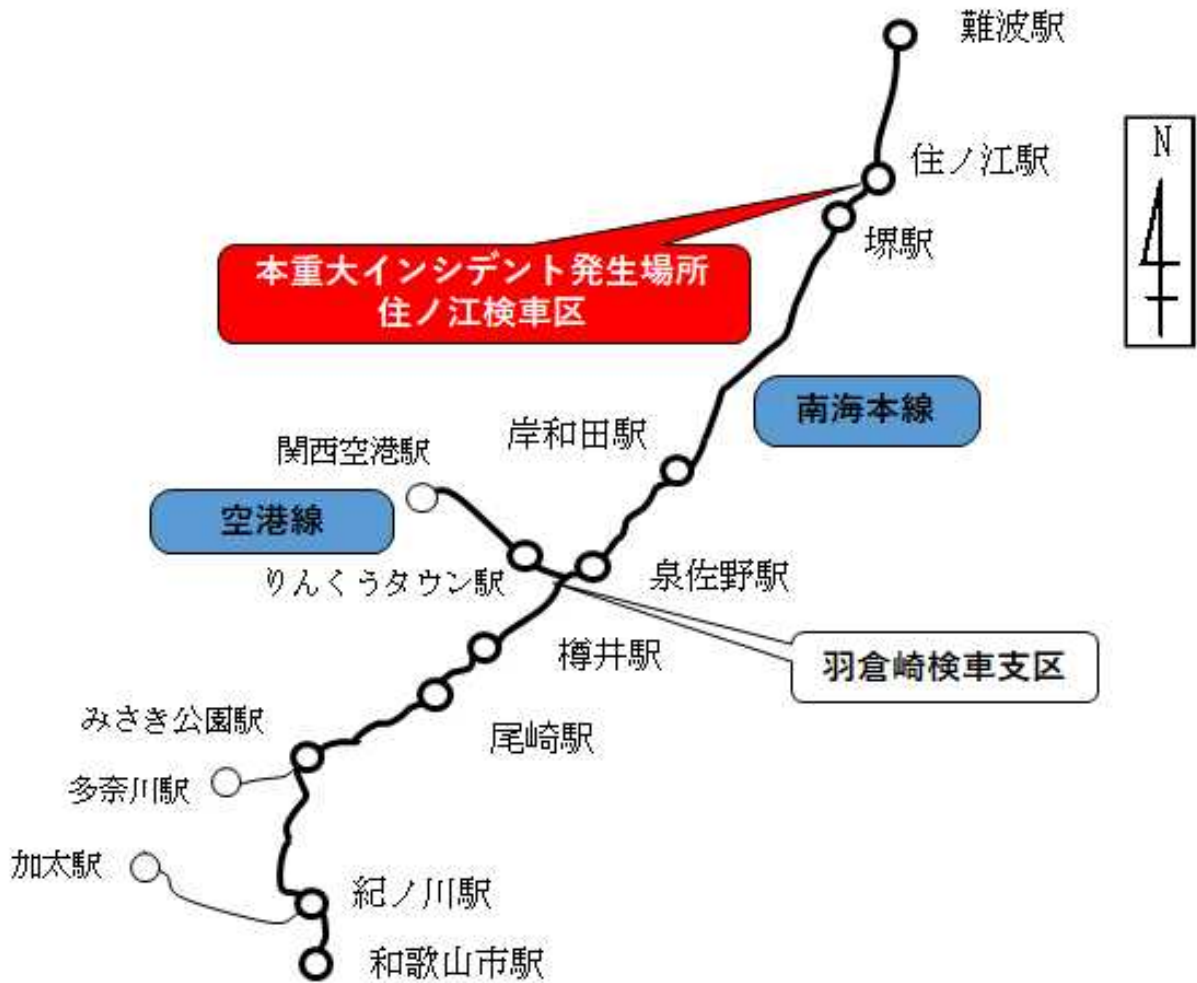 難波駅
N
住ノ江駅
堺駅
本重大インシデント発生場所
住ノ江検車区
南海本線
岸和田駅
関西空港駅
空港線
りんくうタウン駅
泉佐野駅
樽井駅
羽倉崎検車支区
みさき公園駅
尾崎駅
多奈川駅
加太駅
紀ノ川駅
和歌山市駅